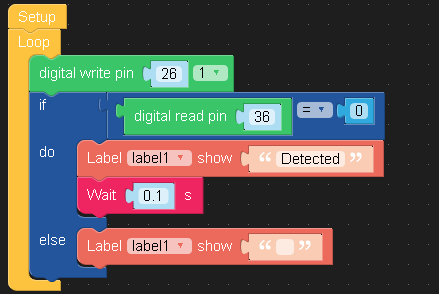 Setup
Loop
digital write pin 26 1
if digital read pin 36 = 0
do Label label1 show “ Detected ”
Wait 0.1 s
else Label label1 show “ ”